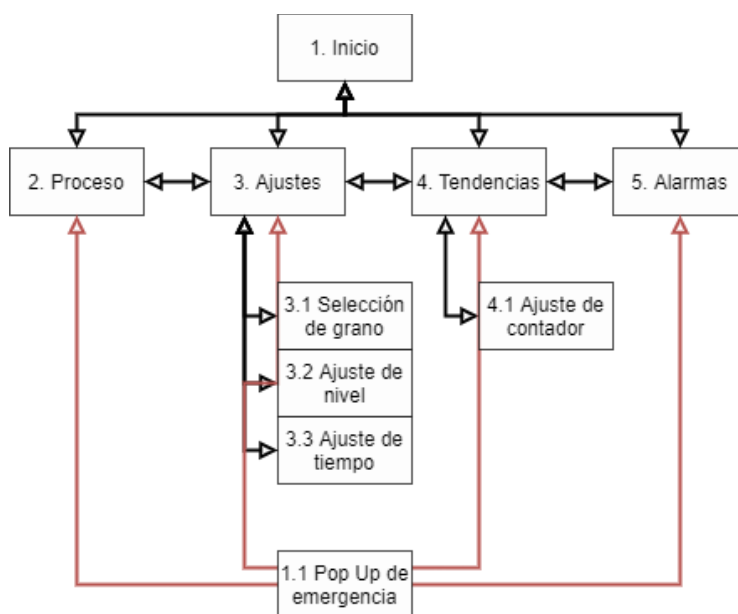 1. Inicio
2. Proceso
3. Ajustes
4. Tendencias
5. Alarmas
3.1 Selección
de grano
4.1 Ajuste de
contador
3.2 Ajuste de
nivel
3.3 Ajuste de
tiempo
1.1 Pop Up de
emergencia